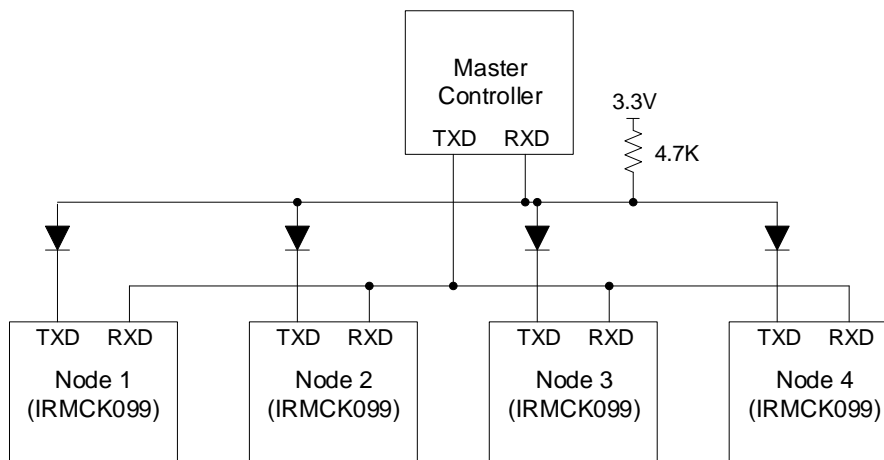 Master
Controller
TXD RXD
3.3V
4.7K
TXD RXD
Node 1
(IRMCK099)
TXD RXD
Node 2
(IRMCK099)
TXD RXD
Node 3
(IRMCK099)
TXD RXD
Node 4
(IRMCK099)